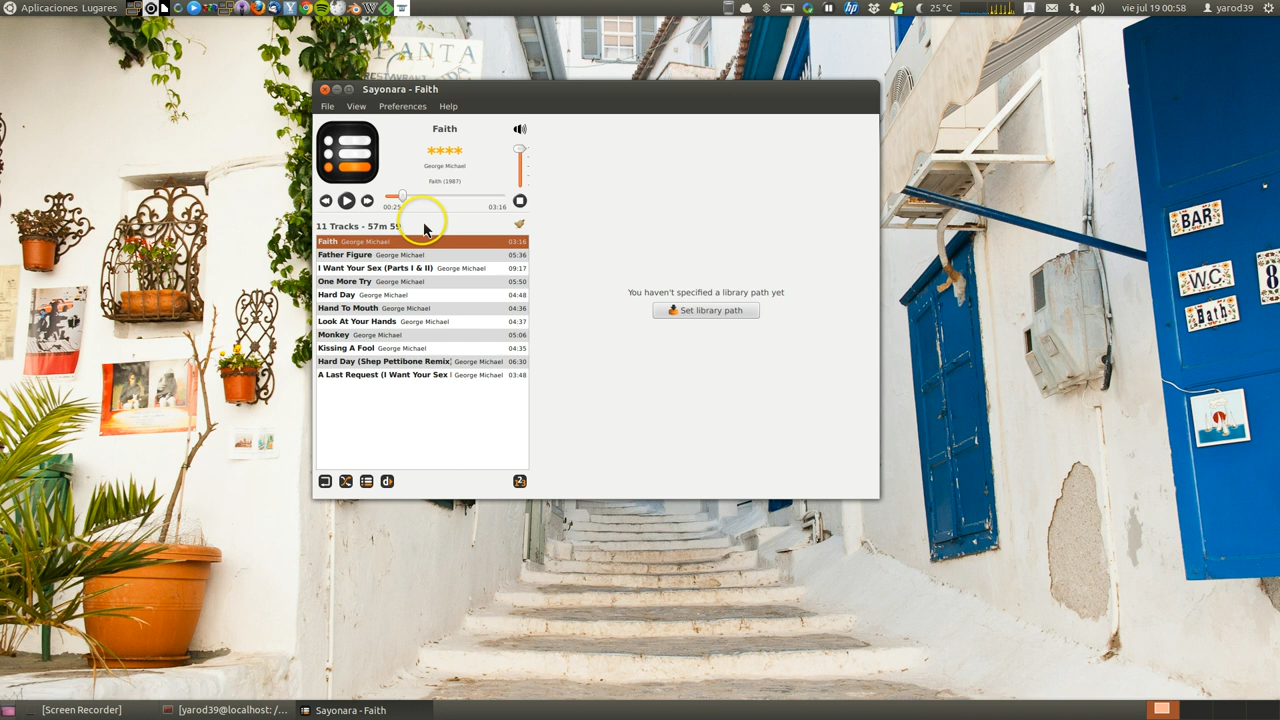 Aplicaciones Lugares
25 °C
vie jul 19 00:58
yarod39
PANTA
RESTAURANT
Sayonara - Faith
File View Preferences Help
Faith
****
George Michael
Faith (1987)
00:25
03:16
11 Tracks - 57m 59
Faith George Michael 03:16
Father Figure George Michael 05:36
I Want Your Sex (Parts I & II) George Michael 09:17
One More Try George Michael 05:50
Hard Day George Michael 04:48
Hand To Mouth George Michael 04:36
Look At Your Hands George Michael 04:37
Monkey George Michael 05:06
Kissing A Fool George Michael 04:35
Hard Day (Shep Pettibone Remix) George Michael 06:30
A Last Request (I Want Your Sex George Michael 03:48
You haven't specified a library path yet
Set library path
BAR
WC
Bath
8
[Screen Recorder]
[yarod39@localhost: /...
Sayonara - Faith